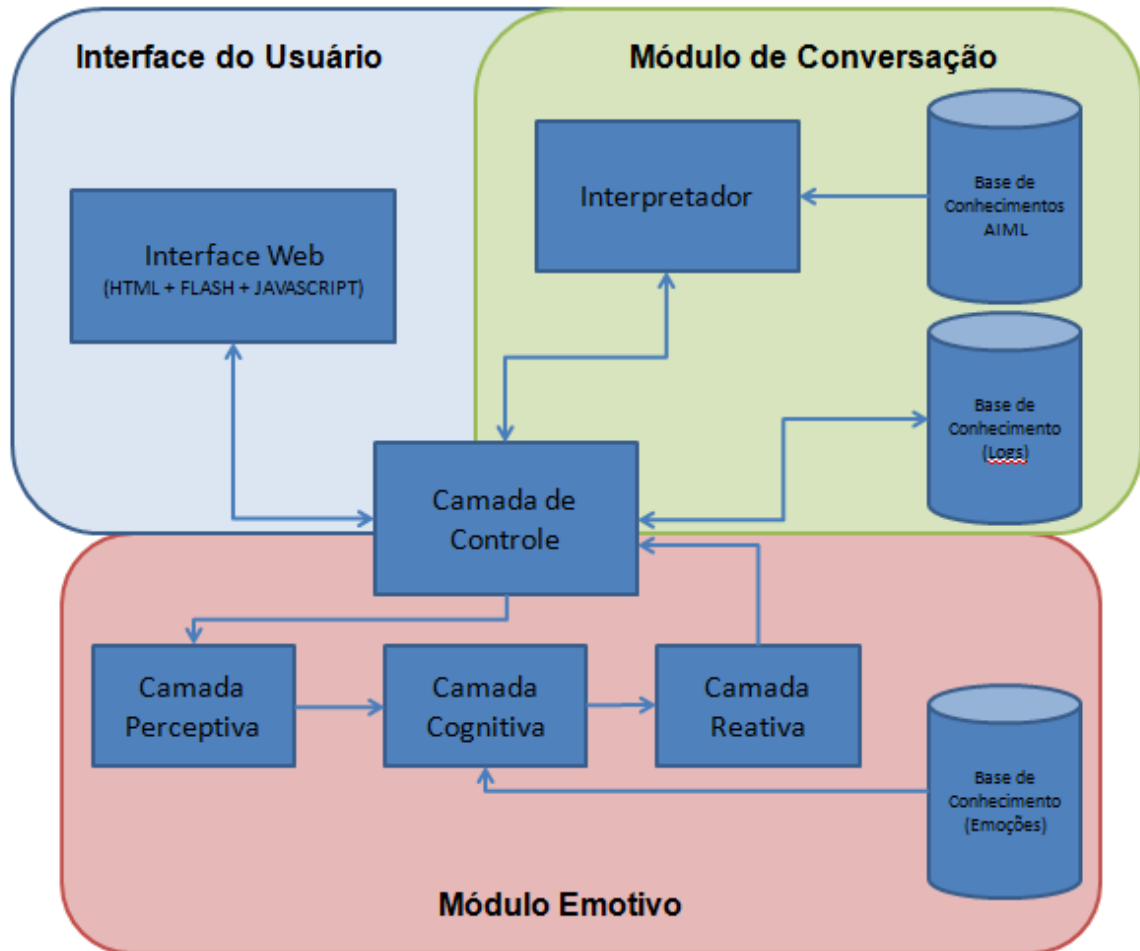 Interface do Usuário
Módulo de Conversação
Interface Web
(HTML + FLASH + JAVASCRIPT)
Interpretador
Base de
Conhecimentos
AIML
Base de
Conhecimento
(Logs)
Camada de
Controle
Camada
Perceptiva
Camada
Cognitiva
Camada
Reativa
Base de
Conhecimento
(Emoções)
Módulo Emotivo